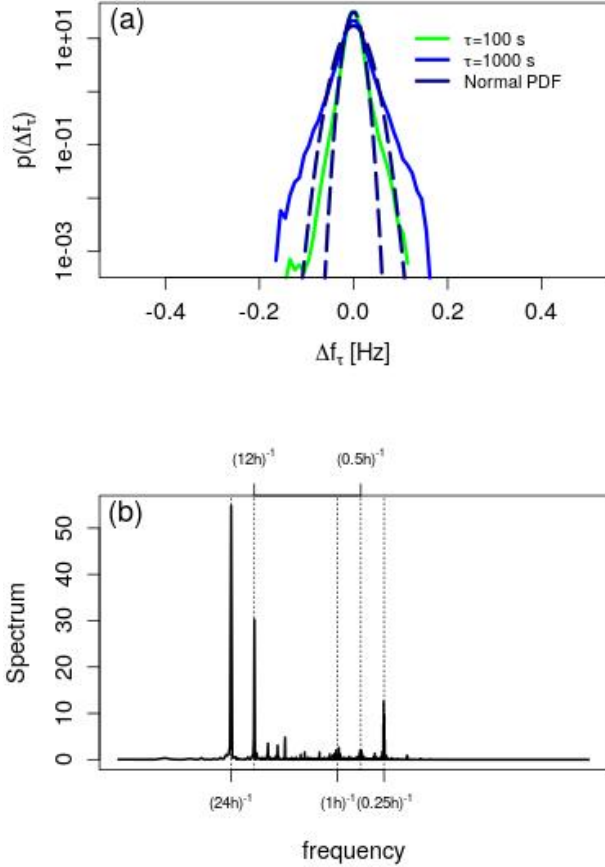 (a)
τ=100 s
τ=1000 s
Normal PDF
1e+01
1e-01
1e-03
p(Δfτ)
-0.4 -0.2 0.0 0.2 0.4
Δfτ [Hz]
(12h)-1 (0.5h)-1
(b)
50
40
30
20
10
0
Spectrum
(24h)-1 (1h)-1(0.25h)-1
frequency